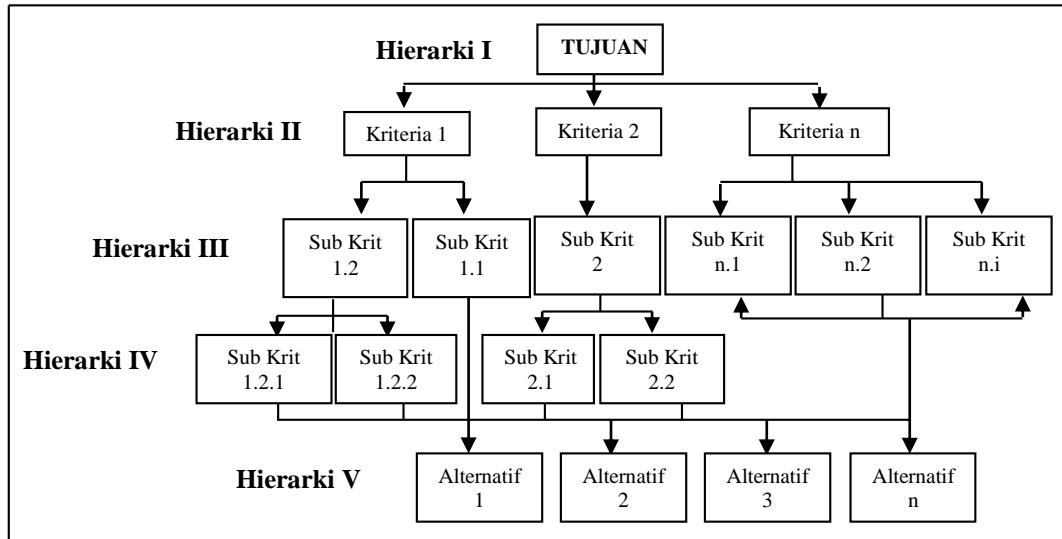 Hierarki I
TUJUAN
Hierarki II
Kriteria 1
Kriteria 2
Kriteria n
Hierarki III
Sub Krit
1.2
Sub Krit
1.1
Sub Krit
2
Sub Krit
n.1
Sub Krit
n.2
Sub Krit
n.i
Hierarki IV
Sub Krit
1.2.1
Sub Krit
1.2.2
Sub Krit
2.1
Sub Krit
2.2
Hierarki V
Alternatif
1
Alternatif
2
Alternatif
3
Alternatif
n